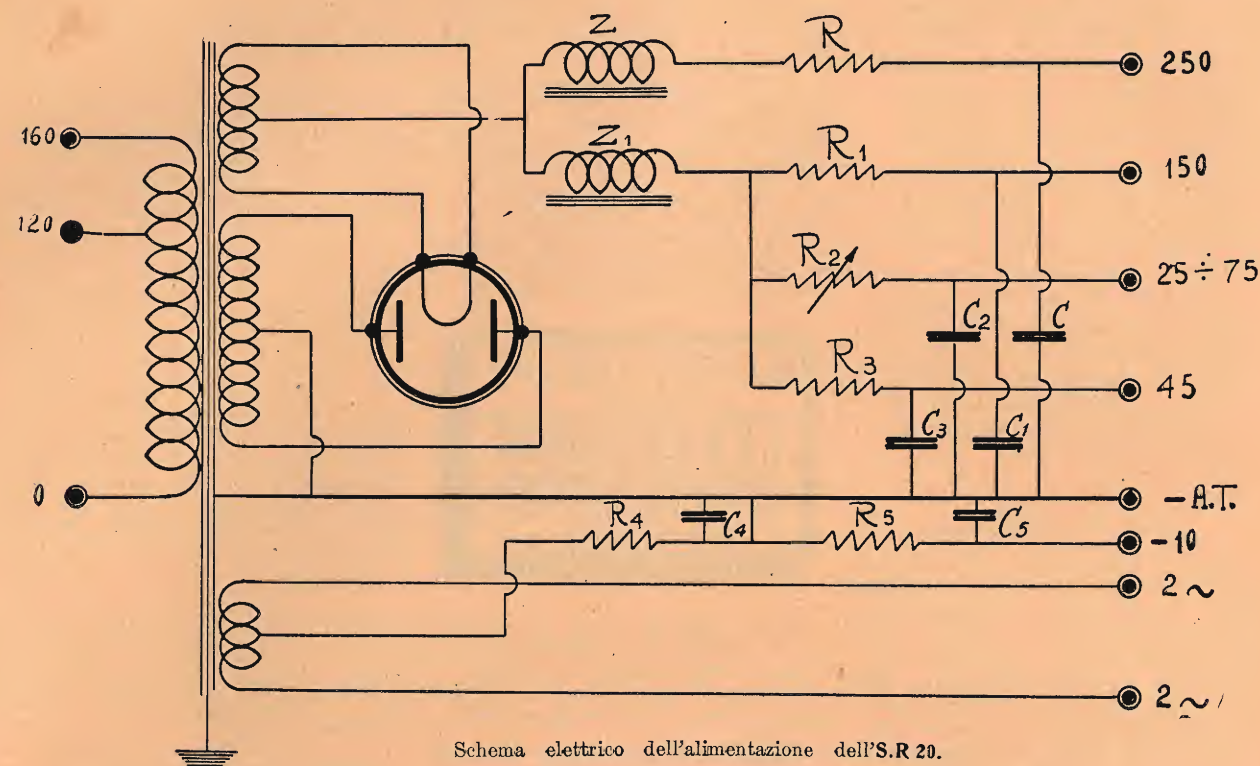 Z
R
250
160
Z1
R1
150
120
R2
25÷75
C2
C
R3
45
C3
C1
0
-A.T.
R4
C4
R5
C5
-10
2~
2~
Schema elettrico dell'alimentazione dell'S.R 20.